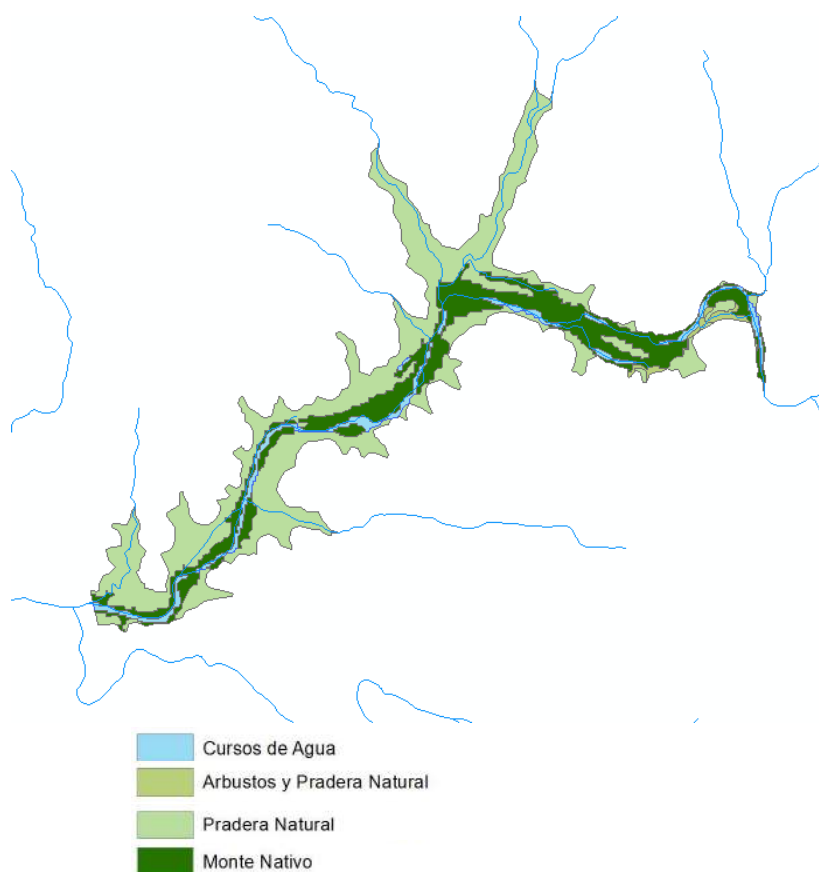 Cursos de Agua
Arbustos y Pradera Natural
Pradera Natural
Monte Nativo